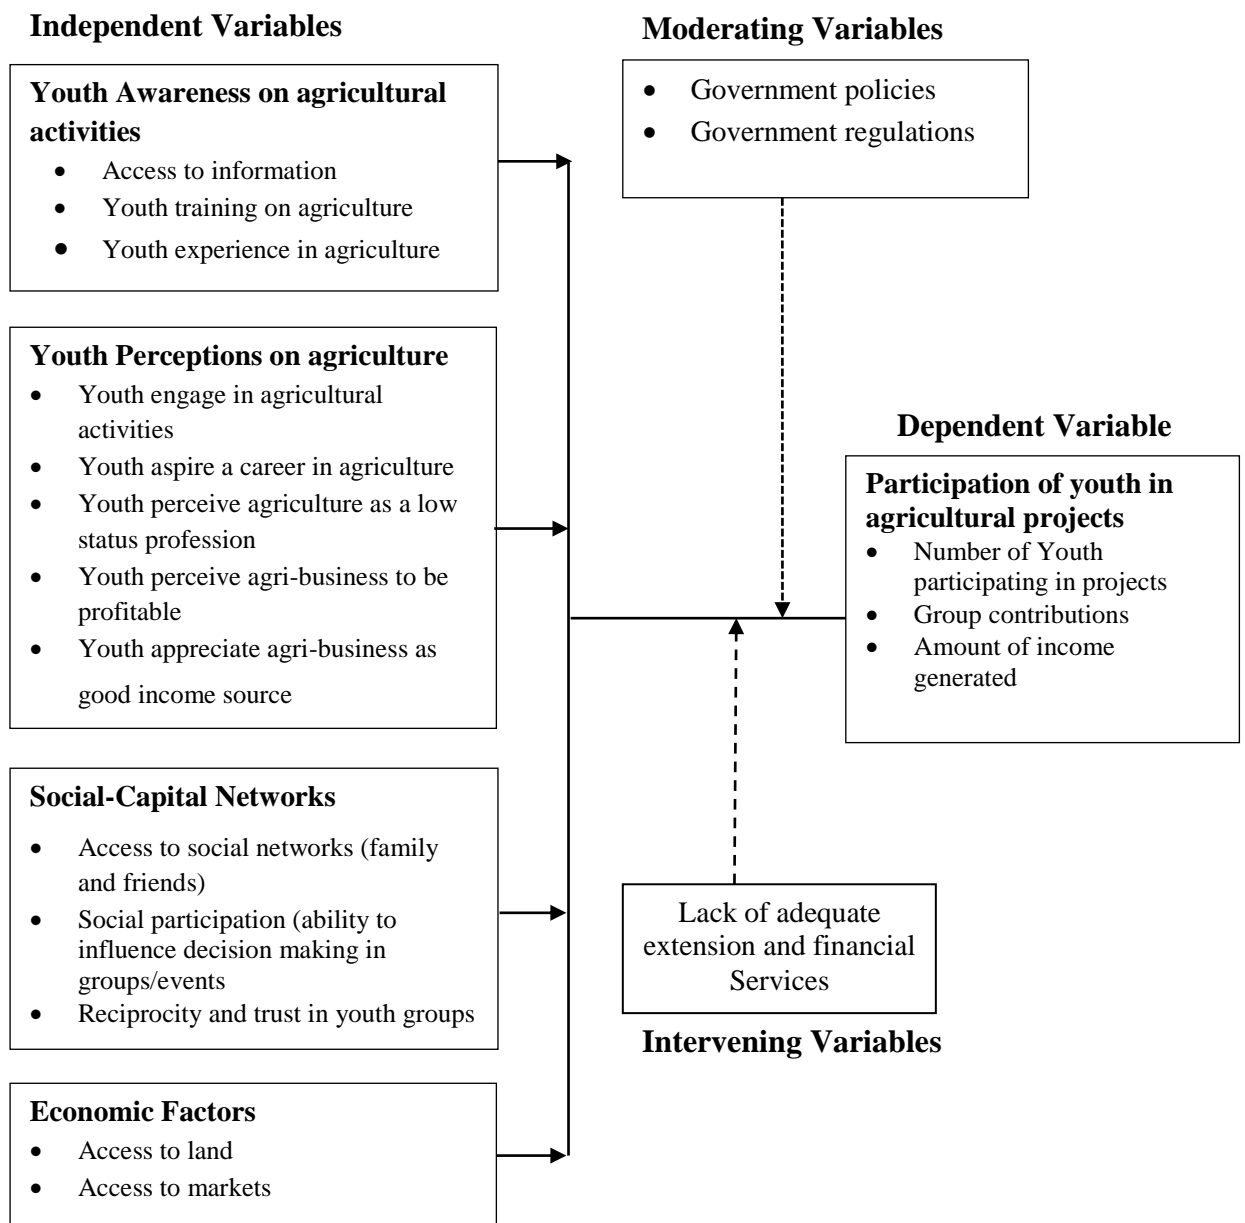 Independent Variables
Youth Awareness on agricultural
activities
• Access to information
• Youth training on agriculture
• Youth experience in agriculture
Youth Perceptions on agriculture
• Youth engage in agricultural
activities
• Youth aspire a career in agriculture
• Youth perceive agriculture as a low
status profession
• Youth perceive agri-business to be
profitable
• Youth appreciate agri-business as
good income source
Social-Capital Networks
• Access to social networks (family
and friends)
• Social participation (ability to
influence decision making in
groups/events
• Reciprocity and trust in youth groups
Economic Factors
• Access to land
• Access to markets
Moderating Variables
• Government policies
• Government regulations
Dependent Variable
Participation of youth in
agricultural projects
• Number of Youth
participating in projects
• Group contributions
• Amount of income
generated
Lack of adequate
extension and financial
Services
Intervening Variables